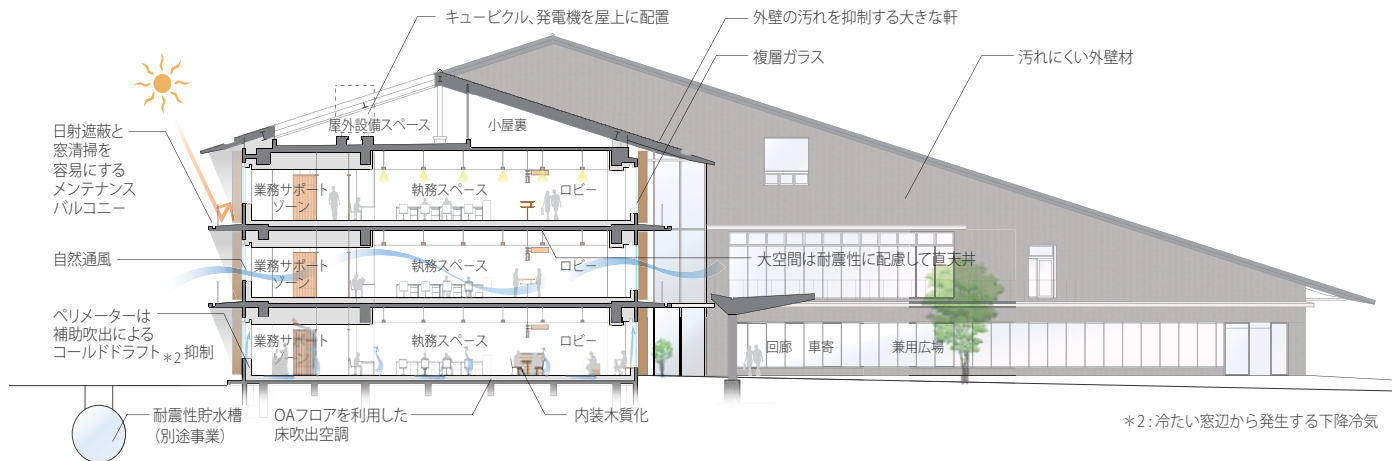 キュービクル、発電機を屋上に配置
外壁の汚れを抑制する大きな軒
複層ガラス
汚れにくい外壁材
屋外設備スペース
小屋裏
日射遮蔽と
窓清掃を
容易にする
メンテナンス
バルコニー
業務サポート
ゾーン
執務スペース
ロビー
自然通風
業務サポート
ゾーン
執務スペース
ロビー
大空間は耐震性に配慮して直天井
ペリメーターは
補助吹出による
コールドドラフト＊2 抑制
業務サポート
ゾーン
執務スペース
ロビー
回廊
車寄
兼用広場
耐震性貯水槽
（別途事業）
OAフロアを利用した
床吹出空調
内装木質化
＊2：冷たい窓辺から発生する下降冷気